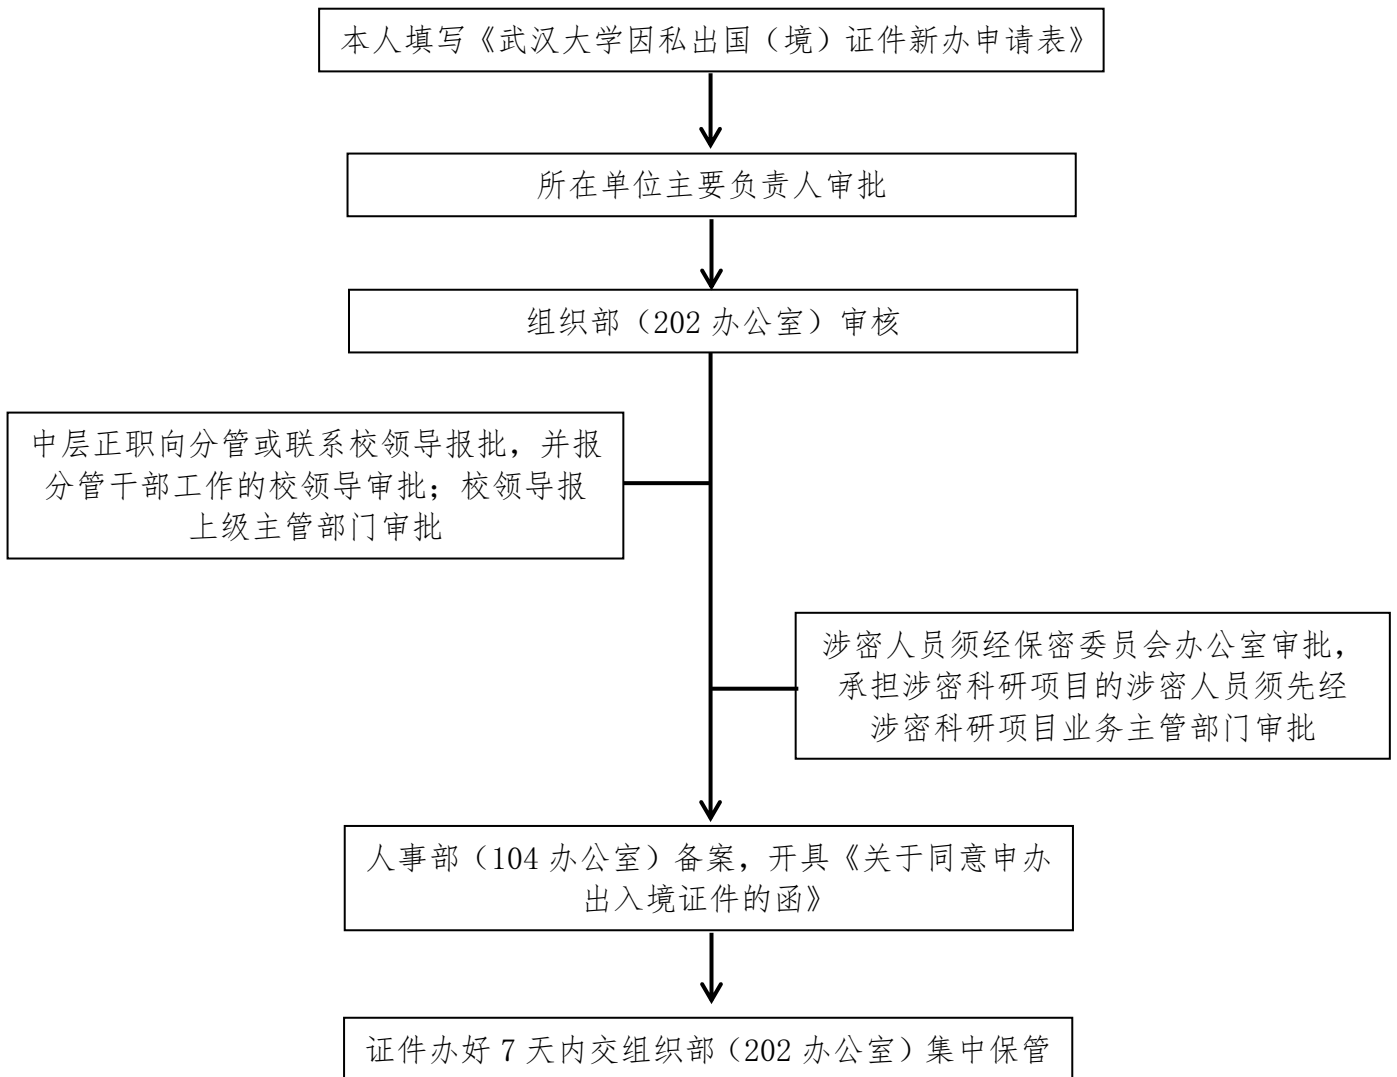 本人填写《武汉大学因私出国（境）证件新办申请表》
所在单位主要负责人审批
组织部（202 办公室）审核
中层正职向分管或联系校领导报批，并报
分管干部工作的校领导审批；校领导报
上级主管部门审批
涉密人员须经保密委员会办公室审批，
承担涉密科研项目的涉密人员须先经
涉密科研项目业务主管部门审批
人事部（104 办公室）备案，开具《关于同意申办
出入境证件的函》
证件办好 7 天内交组织部（202 办公室）集中保管